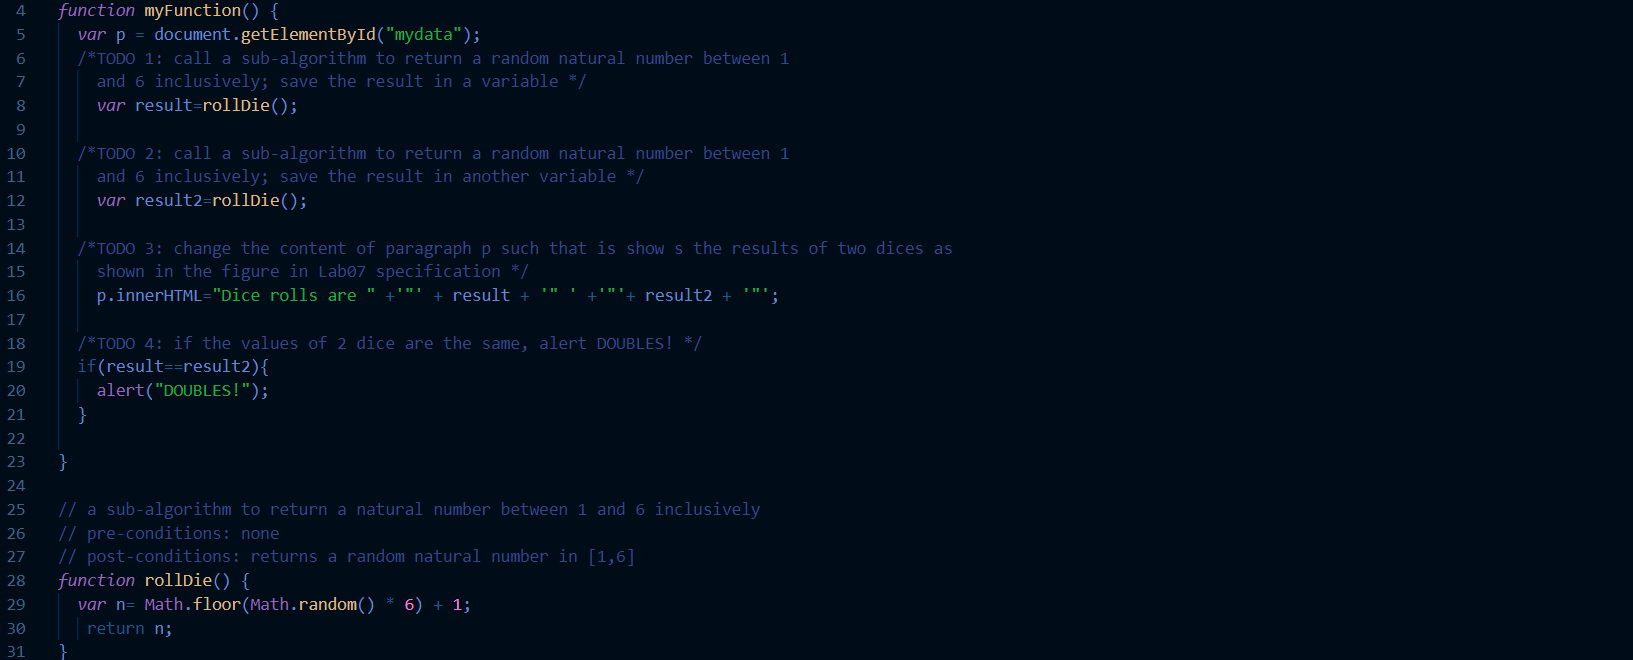 4 function myFunction() {
5 var p = document.getElementById("mydata");
6 /*TODO 1: call a sub-algorithm to return a random natural number between 1
7 and 6 inclusively; save the result in a variable */
8 var result=rollDie();
9
10 /*TODO 2: call a sub-algorithm to return a random natural number between 1
11 and 6 inclusively; save the result in another variable */
12 var result2=rollDie();
13
14 /*TODO 3: change the content of paragraph p such that is show s the results of two dices as
15 shown in the figure in Lab07 specification */
16 p.innerHTML="Dice rolls are " +'"' + result + '" ' +'"'+ result2 + '"';
17
18 /*TODO 4: if the values of 2 dice are the same, alert DOUBLES! */
19 if(result==result2){
20 alert("DOUBLES!");
21 }
22
23 }
24
25 // a sub-algorithm to return a natural number between 1 and 6 inclusively
26 // pre-conditions: none
27 // post-conditions: returns a random natural number in [1,6]
28 function rollDie() {
29 var n= Math.floor(Math.random() * 6) + 1;
30 return n;
31 }